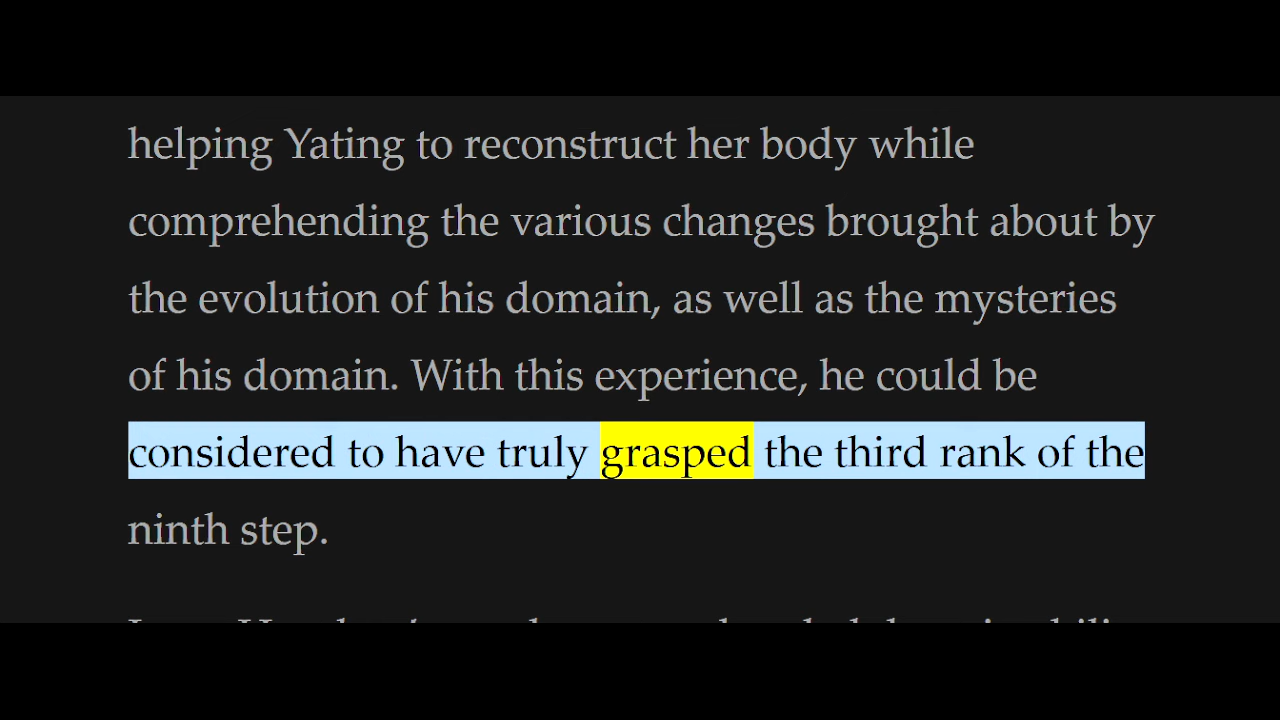 helping Yating to reconstruct her body while
comprehending the various changes brought about by
the evolution of his domain, as well as the mysteries
of his domain. With this experience, he could be
considered to have truly grasped the third rank of the
ninth step.